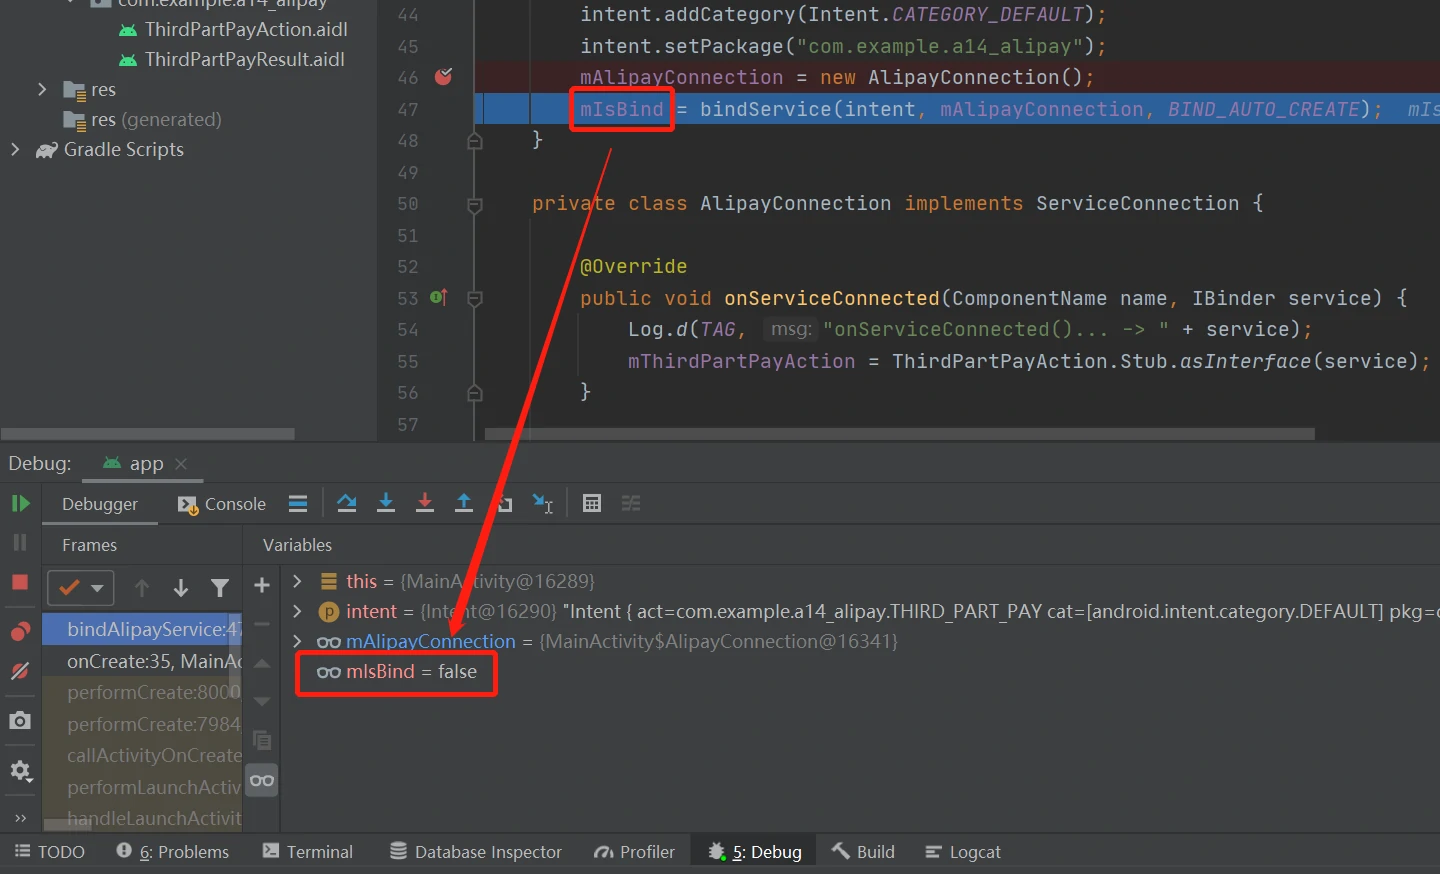 com.example.a14_alipay
ThirdPartPayAction.aidl
ThirdPartPayResult.aidl
res
res (generated)
Gradle Scripts
44 intent.addCategory(Intent.CATEGORY_DEFAULT);
45 intent.setPackage("com.example.a14_alipay");
46 mAlipayConnection = new AlipayConnection();
47 mIsBind = bindService(intent, mAlipayConnection, BIND_AUTO_CREATE); mIs
48 }
49
50 private class AlipayConnection implements ServiceConnection {
51
52 @Override
53 public void onServiceConnected(ComponentName name, IBinder service) {
54 Log.d(TAG, msg: "onServiceConnected()... -> " + service);
55 mThirdPartPayAction = ThirdPartPayAction.Stub.asInterface(service);
56 }
57
Debug: app
Debugger Console
Frames
bindAlipayService:47
onCreate:35, MainAc
performCreate:8000
performCreate:7984
callActivityOnCreate
performLaunchActiv
handleLaunchActivit
Variables
this = {MainActivity@16289}
intent = {Intent@16290} "Intent { act=com.example.a14_alipay.THIRD_PART_PAY cat=[android.intent.category.DEFAULT] pkg=c
mAlipayConnection = {MainActivity$AlipayConnection@16341}
mIsBind = false
TODO 6: Problems Terminal Database Inspector Profiler 5: Debug Build Logcat